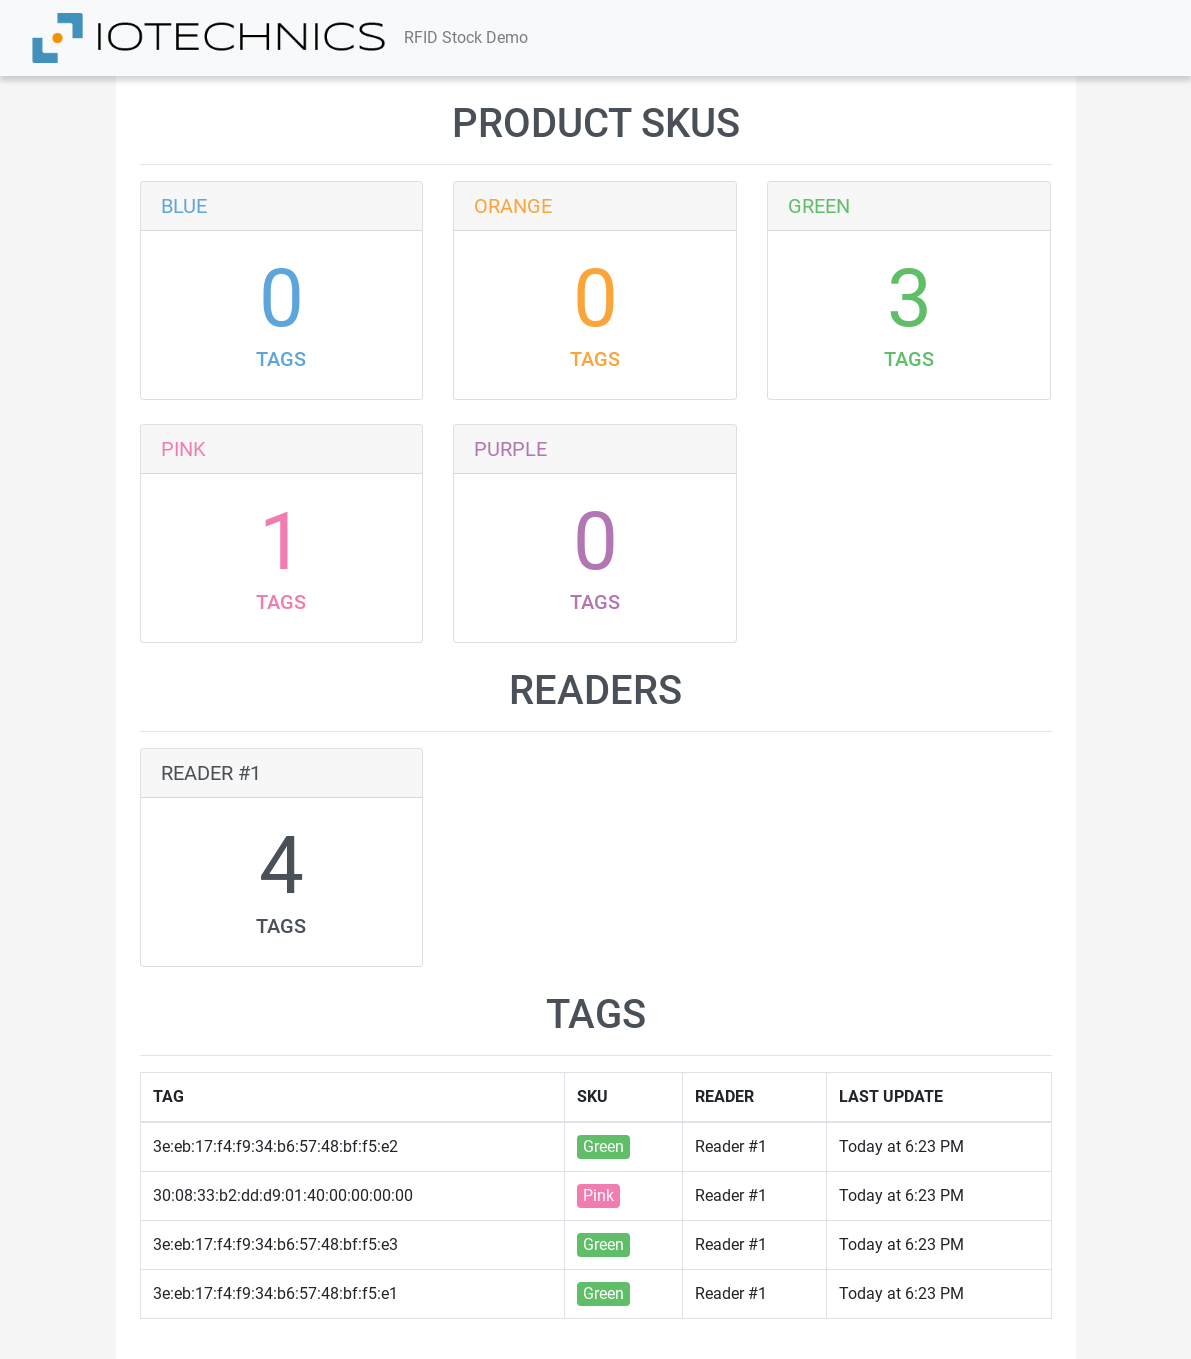 IOTECHNICS RFID Stock Demo
PRODUCT SKUS
BLUE ORANGE GREEN
0 0 3
TAGS TAGS TAGS
PINK PURPLE
1 0
TAGS TAGS
READERS
READER #1
4
TAGS
TAGS
TAG SKU READER LAST UPDATE
3e:eb:17:f4:f9:34:b6:57:48:bf:f5:e2 Green Reader #1 Today at 6:23 PM
30:08:33:b2:dd:d9:01:40:00:00:00:00 Pink Reader #1 Today at 6:23 PM
3e:eb:17:f4:f9:34:b6:57:48:bf:f5:e3 Green Reader #1 Today at 6:23 PM
3e:eb:17:f4:f9:34:b6:57:48:bf:f5:e1 Green Reader #1 Today at 6:23 PM